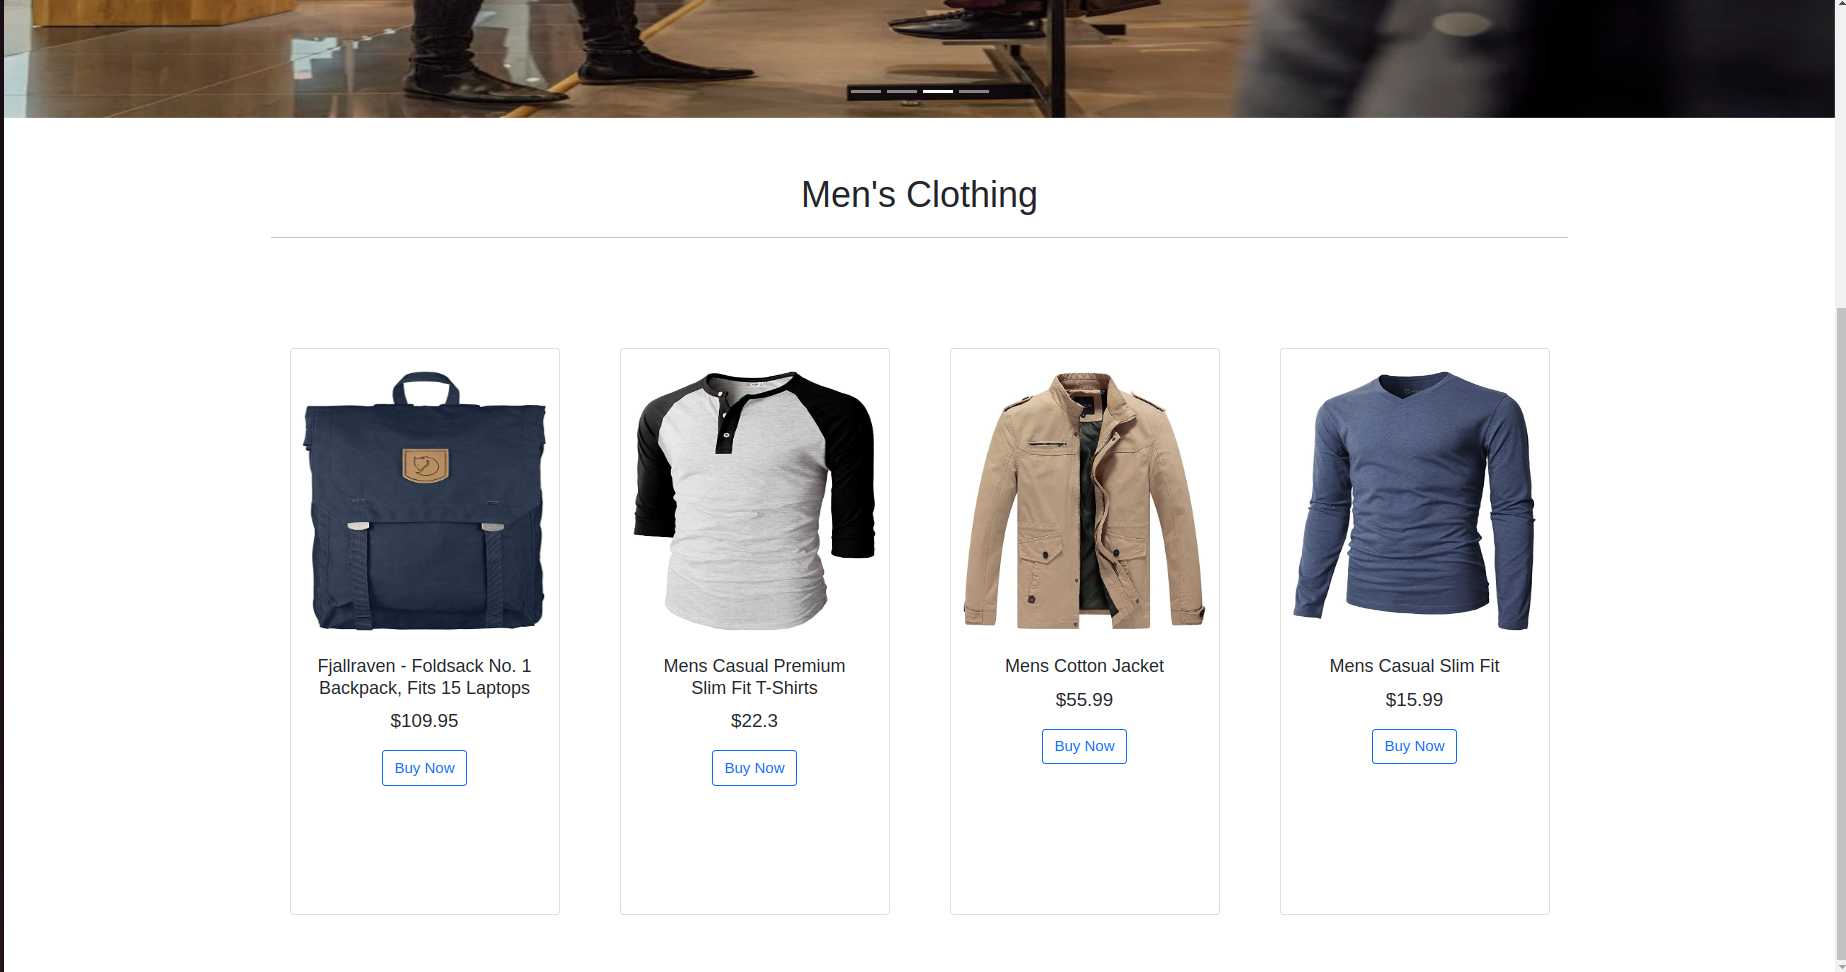 Men's Clothing
Fjallraven - Foldsack No. 1
Backpack, Fits 15 Laptops
$109.95
Buy Now
Mens Casual Premium
Slim Fit T-Shirts
$22.3
Buy Now
Mens Cotton Jacket
$55.99
Buy Now
Mens Casual Slim Fit
$15.99
Buy Now